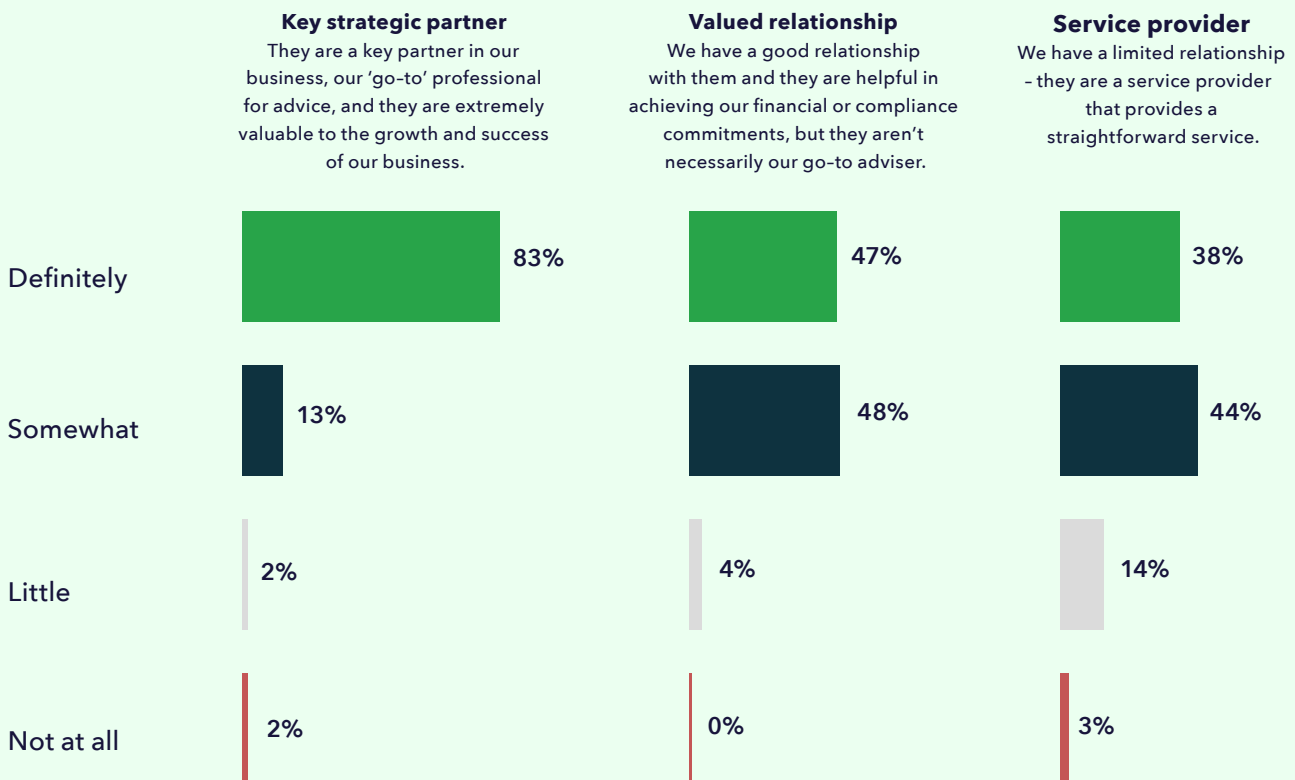 Key strategic partner
They are a key partner in our
business, our ‘go-to’ professional
for advice, and they are extremely
valuable to the growth and success
of our business.
Valued relationship
We have a good relationship
with them and they are helpful in
achieving our financial or compliance
commitments, but they aren’t
necessarily our go-to adviser.
Service provider
We have a limited relationship
– they are a service provider
that provides a
straightforward service.
Definitely
83%
47%
38%
Somewhat
13%
48%
44%
Little
2%
4%
14%
Not at all
2%
0%
3%